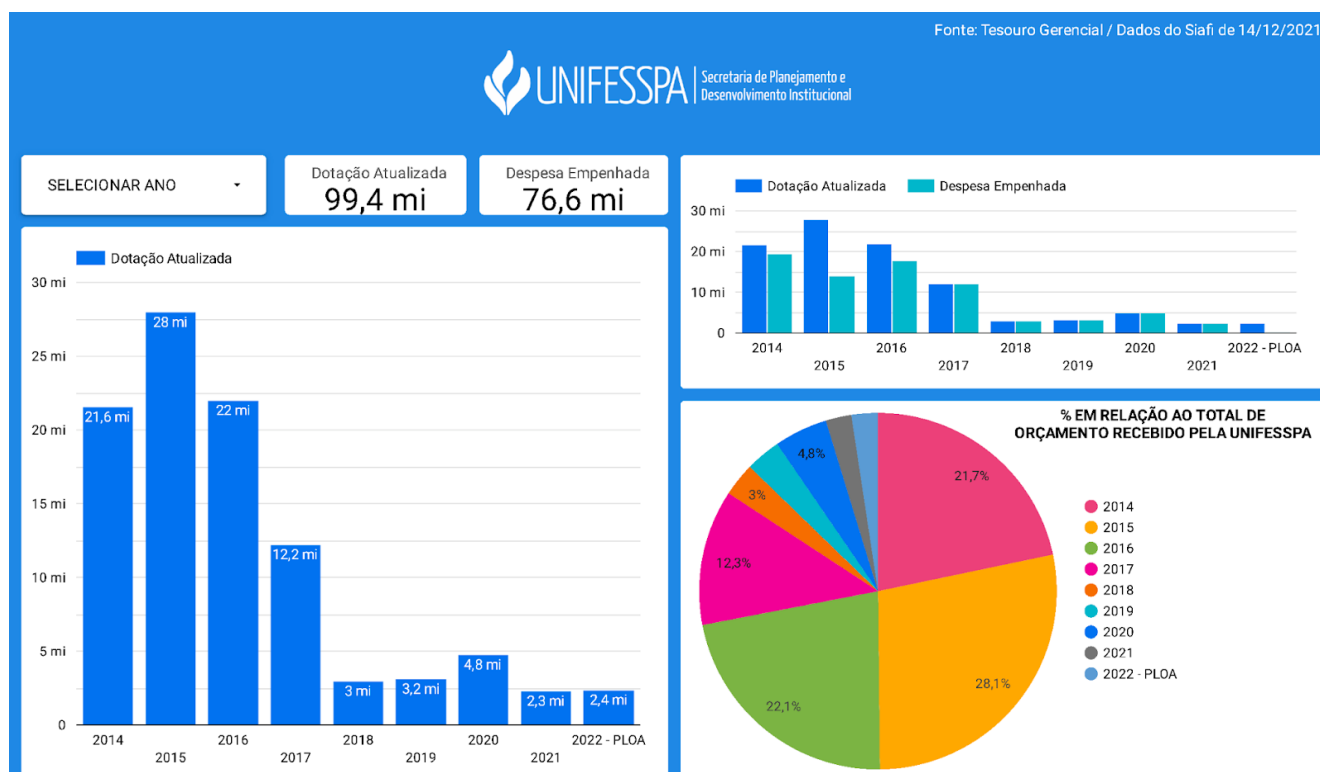 Fonte: Tesouro Gerencial / Dados do Siafi de 14/12/2021
UNIFESSPA
Secretaria de Planejamento e
Desenvolvimento Institucional
SELECIONAR ANO
Dotação Atualizada
99,4 mi
Despesa Empenhada
76,6 mi
Dotação Atualizada
30 mi
25 mi
20 mi
15 mi
10 mi
5 mi
0
21,6 mi
28 mi
22 mi
12,2 mi
3 mi
3,2 mi
4,8 mi
2,3 mi
2,4 mi
2014
2015
2016
2017
2018
2019
2020
2021
2022 - PLOA
Dotação Atualizada
Despesa Empenhada
30 mi
20 mi
10 mi
0
2014
2015
2016
2017
2018
2019
2020
2021
2022 - PLOA
% EM RELAÇÃO AO TOTAL DE
ORÇAMENTO RECEBIDO PELA UNIFESSPA
21,7%
28,1%
22,1%
12,3%
3%
4,8%
2014
2015
2016
2017
2018
2019
2020
2021
2022 - PLOA